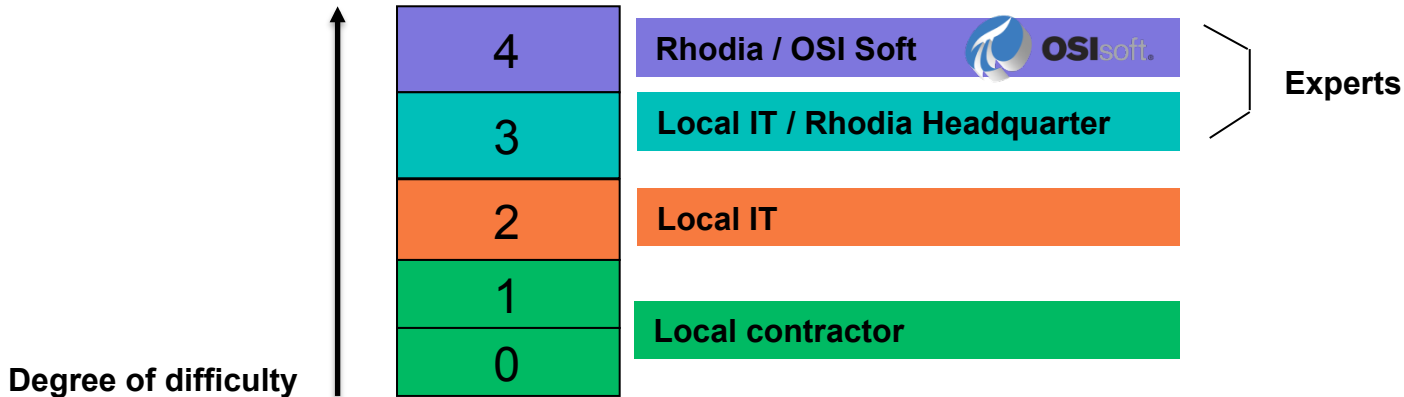 4
Rhodia / OSI Soft
OSIsoft.
Experts
3
Local IT / Rhodia Headquarter
2
Local IT
1
Local contractor
0
Degree of difficulty